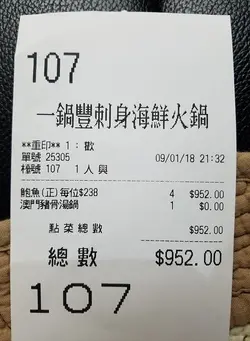 107
一鍋豐刺身海鮮火鍋
**重印** 1 : 歡
單號 25305 09/01/18 21:32
檯號 107 1 人 與
鮑魚(正)每位$238 4 $952.00
澳門豬骨湯鍋 1 $0.00
點菜總數 $952.00
總數 $952.00
107